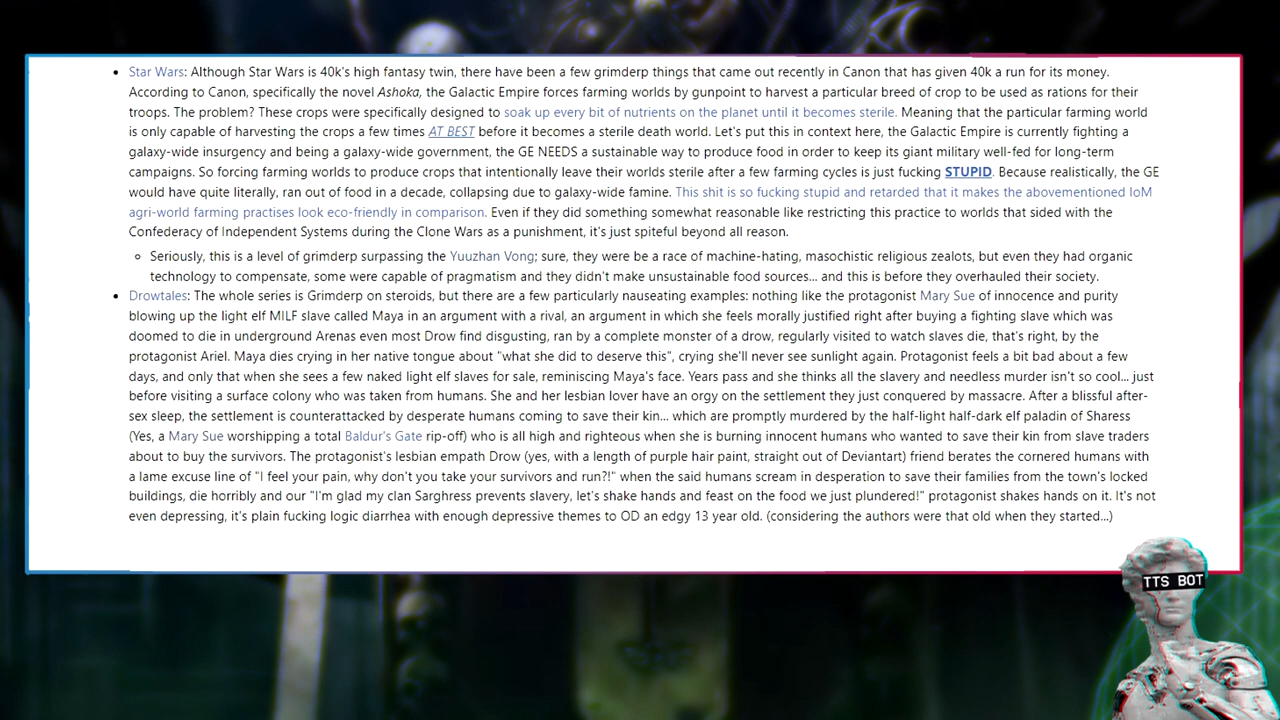 Star Wars: Although Star Wars is 40k's high fantasy twin, there have been a few grimderp things that came out recently in Canon that has given 40k a run for its money.
According to Canon, specifically the novel Ashoka, the Galactic Empire forces farming worlds by gunpoint to harvest a particular breed of crop to be used as rations for their
troops. The problem? These crops were specifically designed to soak up every bit of nutrients on the planet until it becomes sterile. Meaning that the particular farming world
is only capable of harvesting the crops a few times AT BEST before it becomes a sterile death world. Let's put this in context here, the Galactic Empire is currently fighting a
galaxy-wide insurgency and being a galaxy-wide government, the GE NEEDS a sustainable way to produce food in order to keep its giant military well-fed for long-term
campaigns. So forcing farming worlds to produce crops that intentionally leave their worlds sterile after a few farming cycles is just fucking STUPID. Because realistically, the GE
would have quite literally, ran out of food in a decade, collapsing due to galaxy-wide famine. This shit is so fucking stupid and retarded that it makes the abovementioned IoM
agri-world farming practises look eco-friendly in comparison. Even if they did something somewhat reasonable like restricting this practice to worlds that sided with the
Confederacy of Independent Systems during the Clone Wars as a punishment, it's just spiteful beyond all reason.
Seriously, this is a level of grimderp surpassing the Yuuzhan Vong; sure, they were be a race of machine-hating, masochistic religious zealots, but even they had organic
technology to compensate, some were capable of pragmatism and they didn't make unsustainable food sources... and this is before they overhauled their society.
Drowtales: The whole series is Grimderp on steroids, but there are a few particularly nauseating examples: nothing like the protagonist Mary Sue of innocence and purity
blowing up the light elf MILF slave called Maya in an argument with a rival, an argument in which she feels morally justified right after buying a fighting slave which was
doomed to die in underground Arenas even most Drow find disgusting, ran by a complete monster of a drow, regularly visited to watch slaves die, that's right, by the
protagonist Ariel. Maya dies crying in her native tongue about "what she did to deserve this", crying she'll never see sunlight again. Protagonist feels a bit bad about a few
days, and only that when she sees a few naked light elf slaves for sale, reminiscing Maya's face. Years pass and she thinks all the slavery and needless murder isn't so cool... just
before visiting a surface colony who was taken from humans. She and her lesbian lover have an orgy on the settlement they just conquered by massacre. After a blissful after-
sex sleep, the settlement is counterattacked by desperate humans coming to save their kin... which are promptly murdered by the half-light half-dark elf paladin of Sharess
(Yes, a Mary Sue worshipping a total Baldur's Gate rip-off) who is all high and righteous when she is burning innocent humans who wanted to save their kin from slave traders
about to buy the survivors. The protagonist's lesbian empath Drow (yes, with a length of purple hair paint, straight out of Deviantart) friend berates the cornered humans with
a lame excuse line of "I feel your pain, why don't you take your survivors and run?!" when the said humans scream in desperation to save their families from the town's locked
buildings, die horribly and our "I'm glad my clan Sarghress prevents slavery, let's shake hands and feast on the food we just plundered!" protagonist shakes hands on it. It's not
even depressing, it's plain fucking logic diarrhea with enough depressive themes to OD an edgy 13 year old. (considering the authors were that old when they started...)
TTS BOT